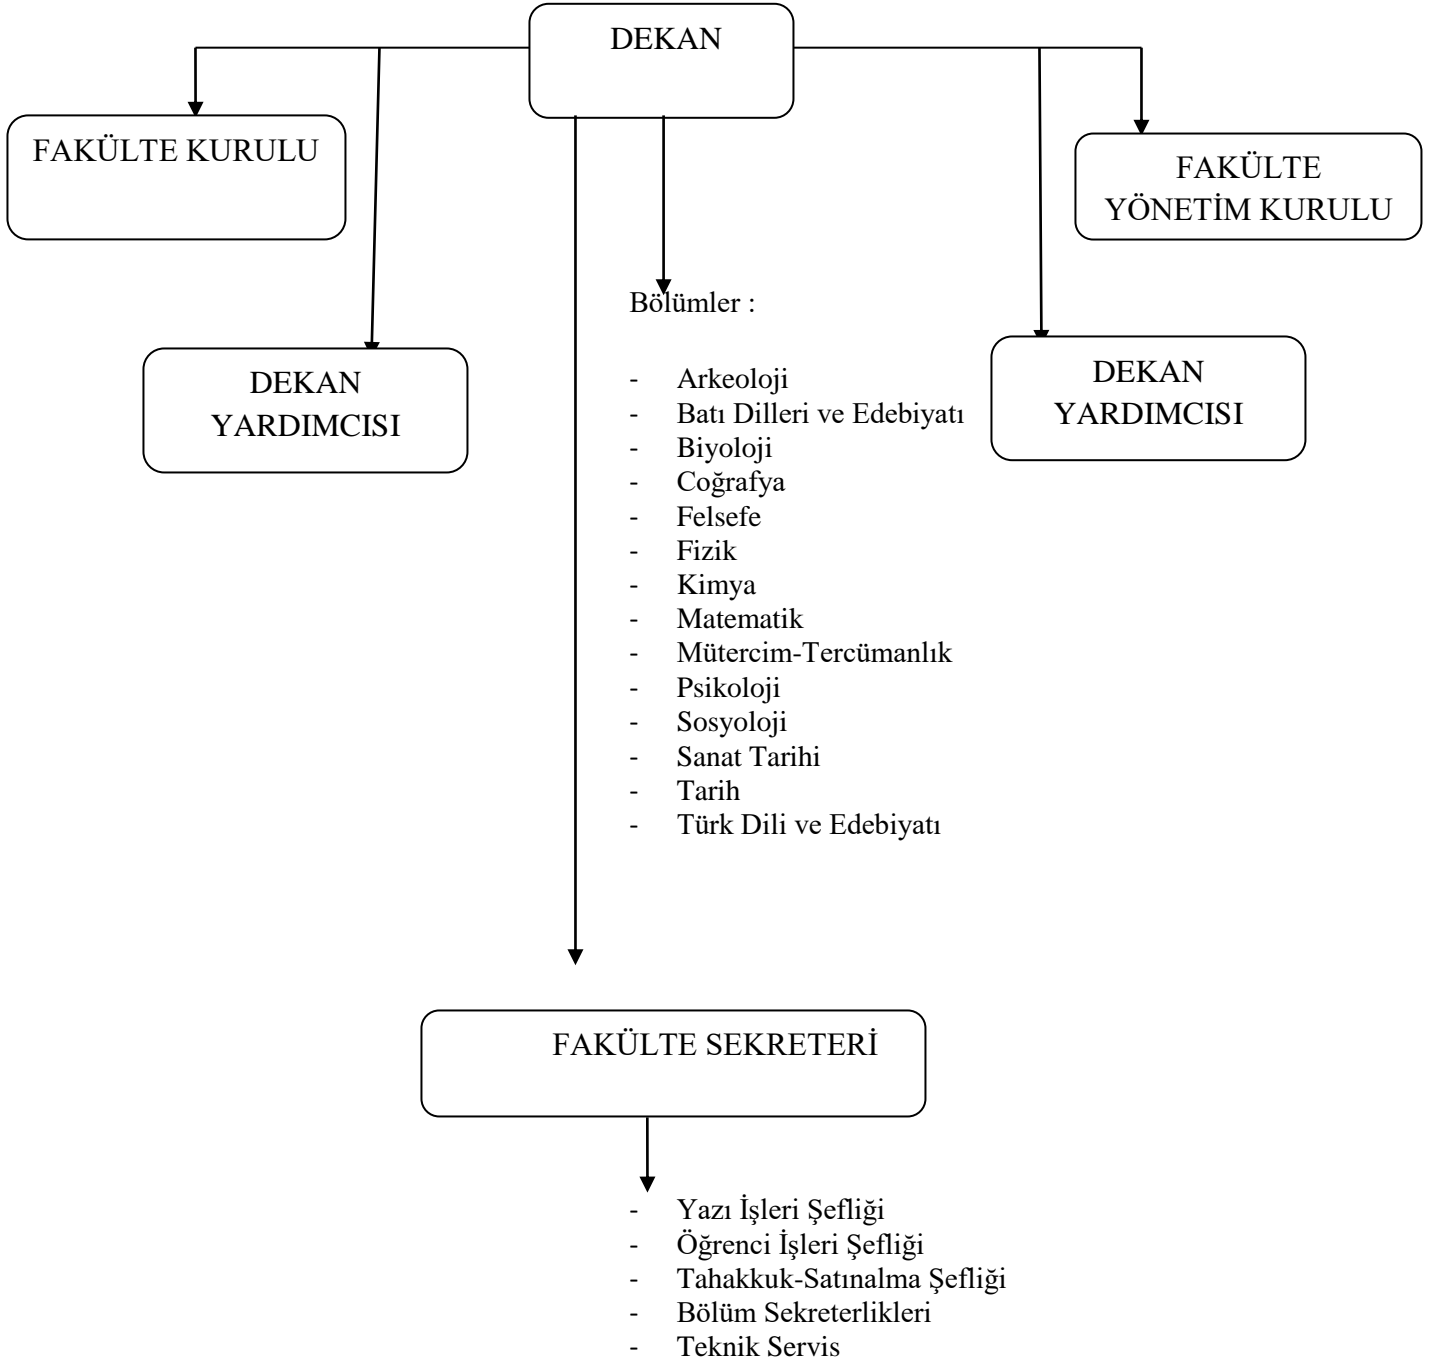 DEKAN
FAKÜLTE KURULU
FAKÜLTE
YÖNETİM KURULU
DEKAN
YARDIMCISI
DEKAN
YARDIMCISI
Bölümler :
- Arkeoloji
- Batı Dilleri ve Edebiyatı
- Biyoloji
- Coğrafya
- Felsefe
- Fizik
- Kimya
- Matematik
- Mütercim-Tercümanlık
- Psikoloji
- Sosyoloji
- Sanat Tarihi
- Tarih
- Türk Dili ve Edebiyatı
FAKÜLTE SEKRETERİ
- Yazı İşleri Şefliği
- Öğrenci İşleri Şefliği
- Tahakkuk-Satınalma Şefliği
- Bölüm Sekreterlikleri
- Teknik Servis